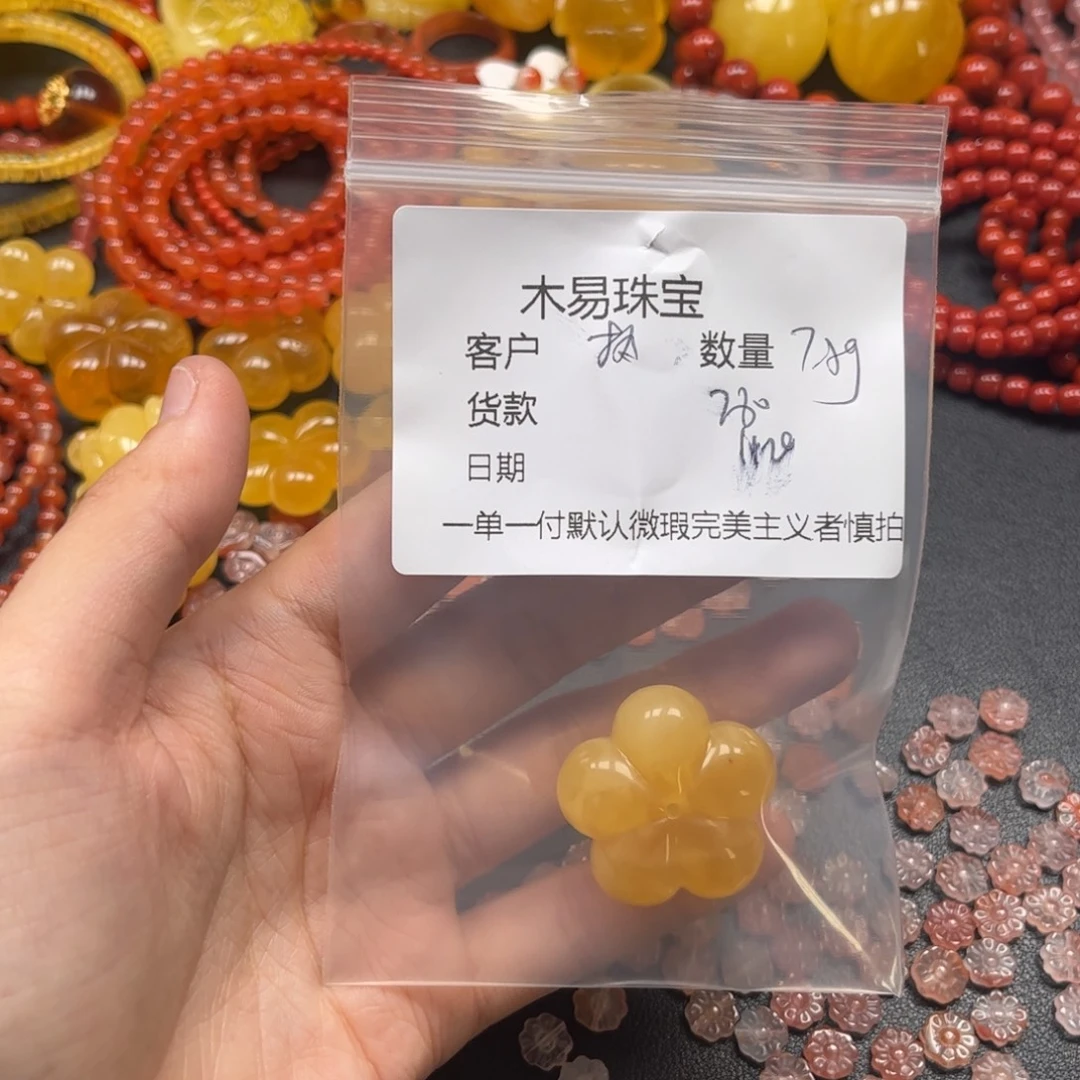 木易珠宝
客户 数量
货款
日期
一单一付默认微瑕完美主义者慎拍